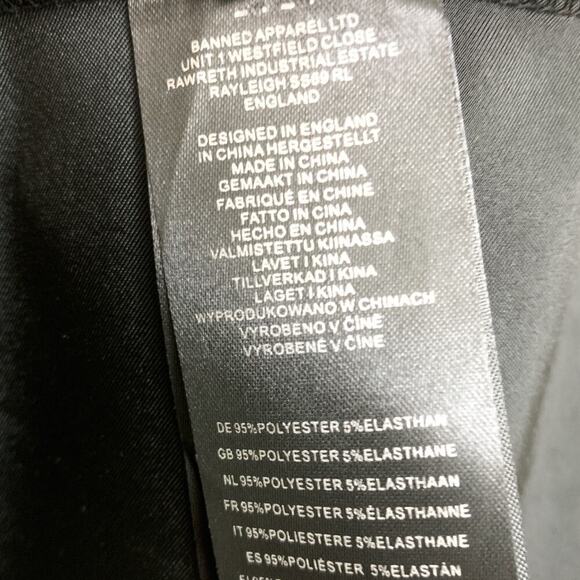 BANNED APPAREL LTD
UNIT 1 WESTFIELD CLOSE
RAWRETH INDUSTRIAL ESTATE
RAYLEIGH SS69 RL
ENGLAND
DESIGNED IN ENGLAND
IN CHINA HERGESTELLT
MADE IN CHINA
GEMAAKT IN CHINA
FABRIQUÉ EN CHINE
FATTO IN CINA
HECHO EN CHINA
VALMISTETTU KIINASSA
LAVET I KINA
TILLVERKAD I KINA
LAGET I KINA
WYPRODUKOWANO W CHINACH
VYROBENO V ČÍNĚ
VYROBENÉ V ČÍNE
DE 95%POLYESTER 5%ELASTHAN
GB 95%POLYESTER 5%ELASTHANE
NL 95%POLYESTER 5%ELASTHAAN
FR 95%POLYESTER 5%ÉLASTHANNE
IT 95%POLIESTERE 5%ELASTANE
ES 95%POLIÉSTER 5%ELASTÁN